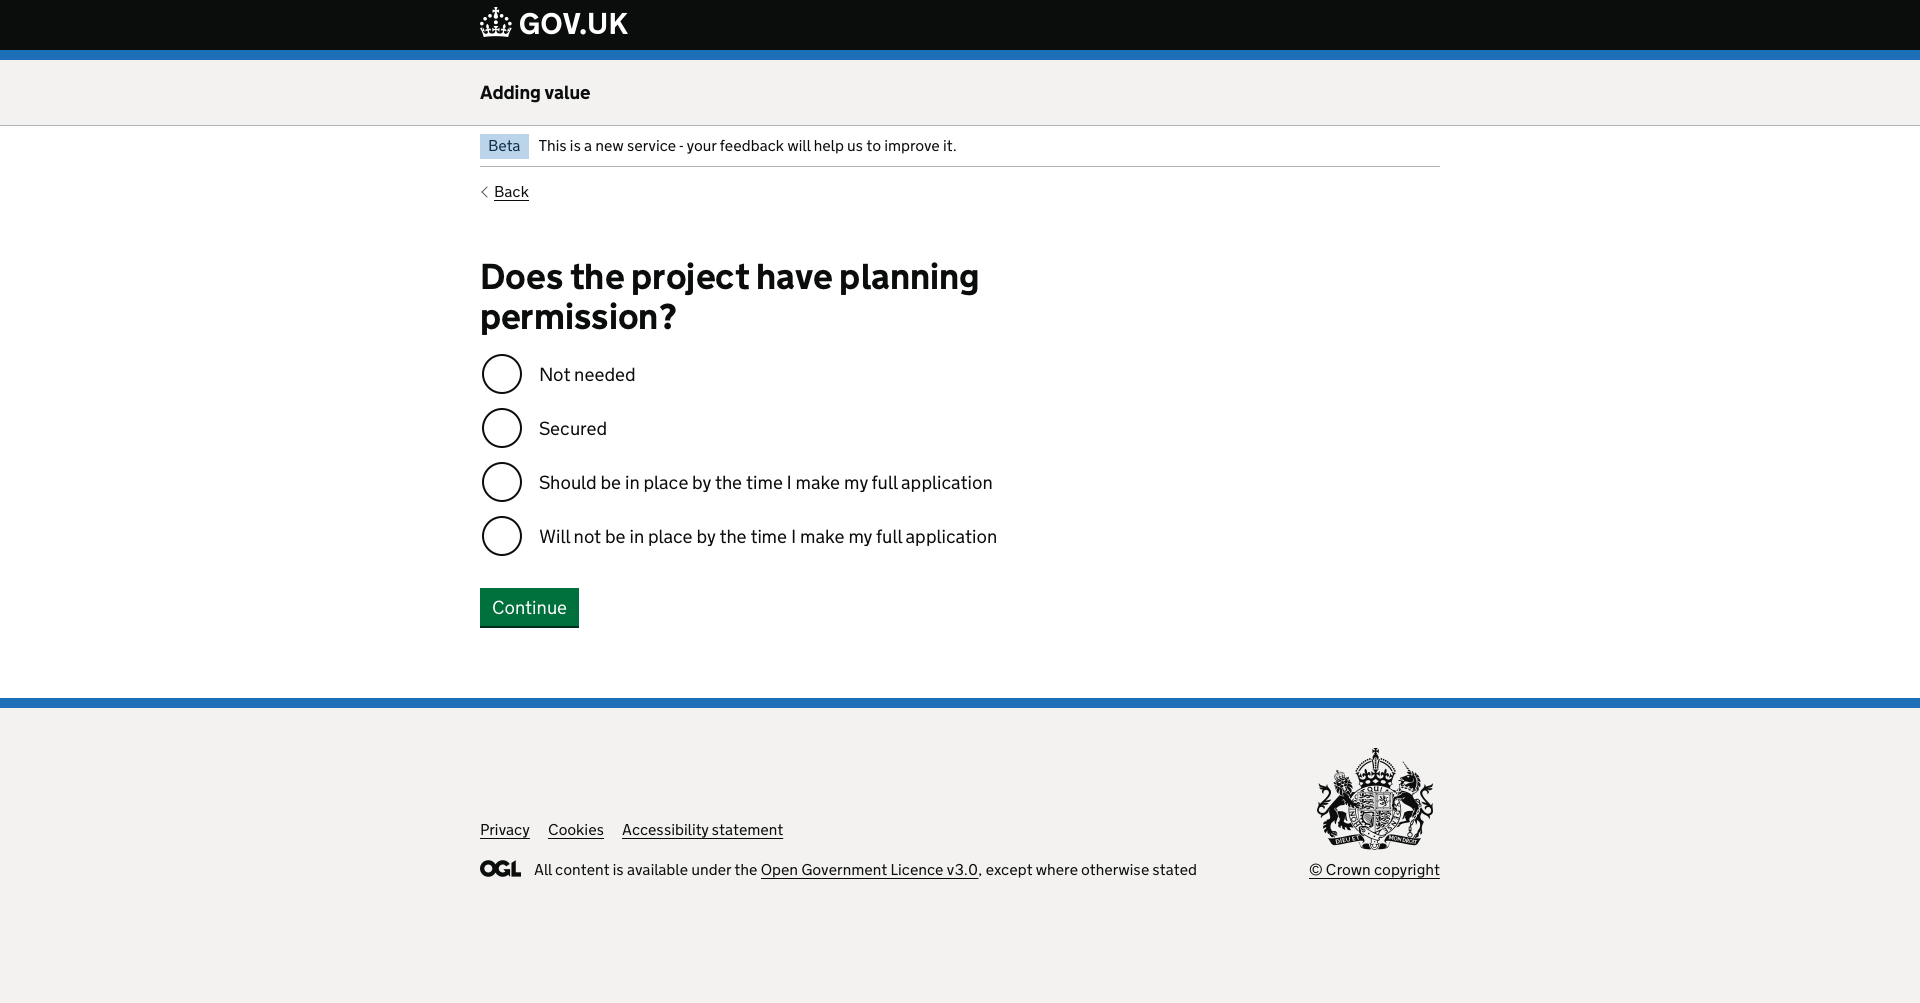 GOV.UK
Adding value
Beta This is a new service - your feedback will help us to improve it.
Back
Does the project have planning
permission?
Not needed
Secured
Should be in place by the time I make my full application
Will not be in place by the time I make my full application
Continue
Privacy Cookies Accessibility statement
OGL All content is available under the Open Government Licence v3.0, except where otherwise stated
© Crown copyright